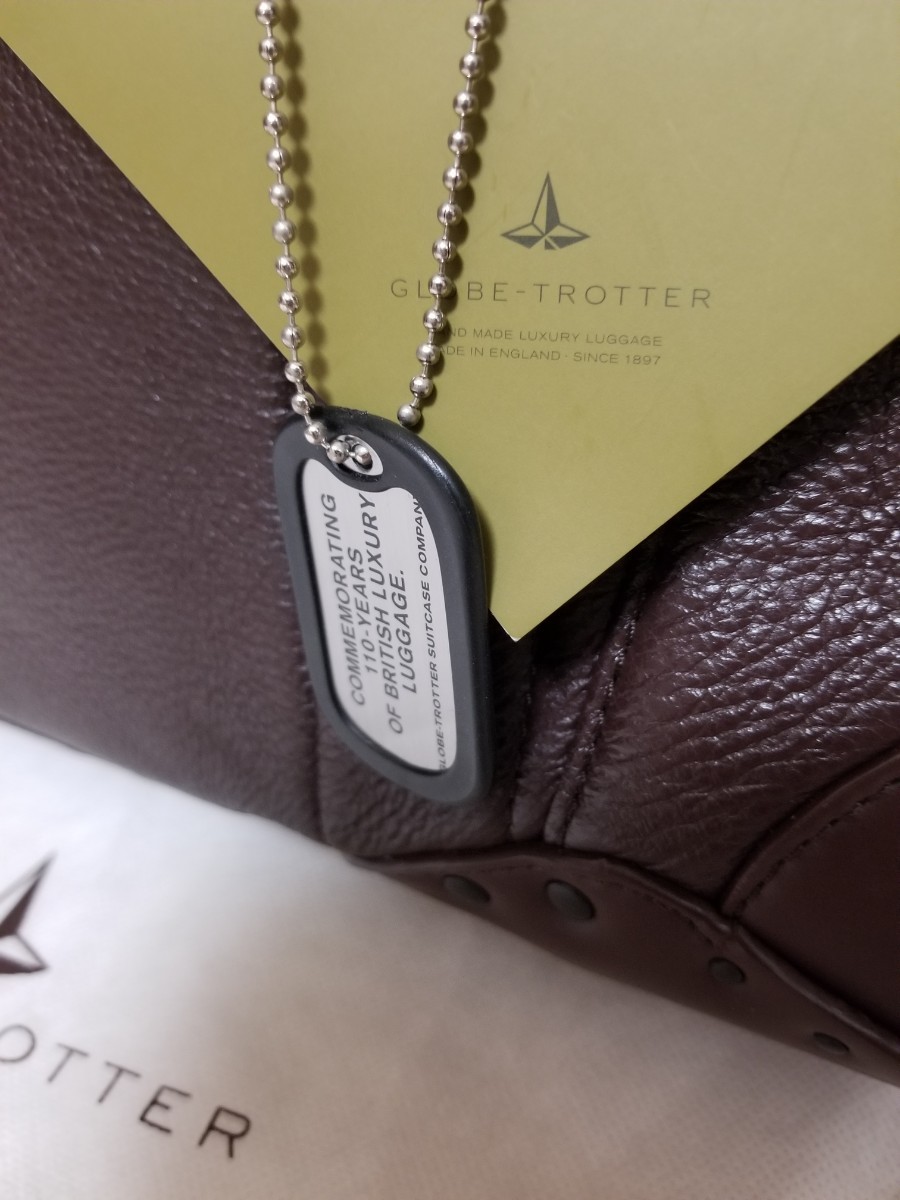 GLOBE-TROTTER
ND MADE LUXURY LUGGAGE
DE IN ENGLAND · SINCE 1897
COMMEMORATING
110-YEARS
OF BRITISH LUXURY
LUGGAGE.
GLOBE-TROTTER SUITCASE COMPANY
OTTER